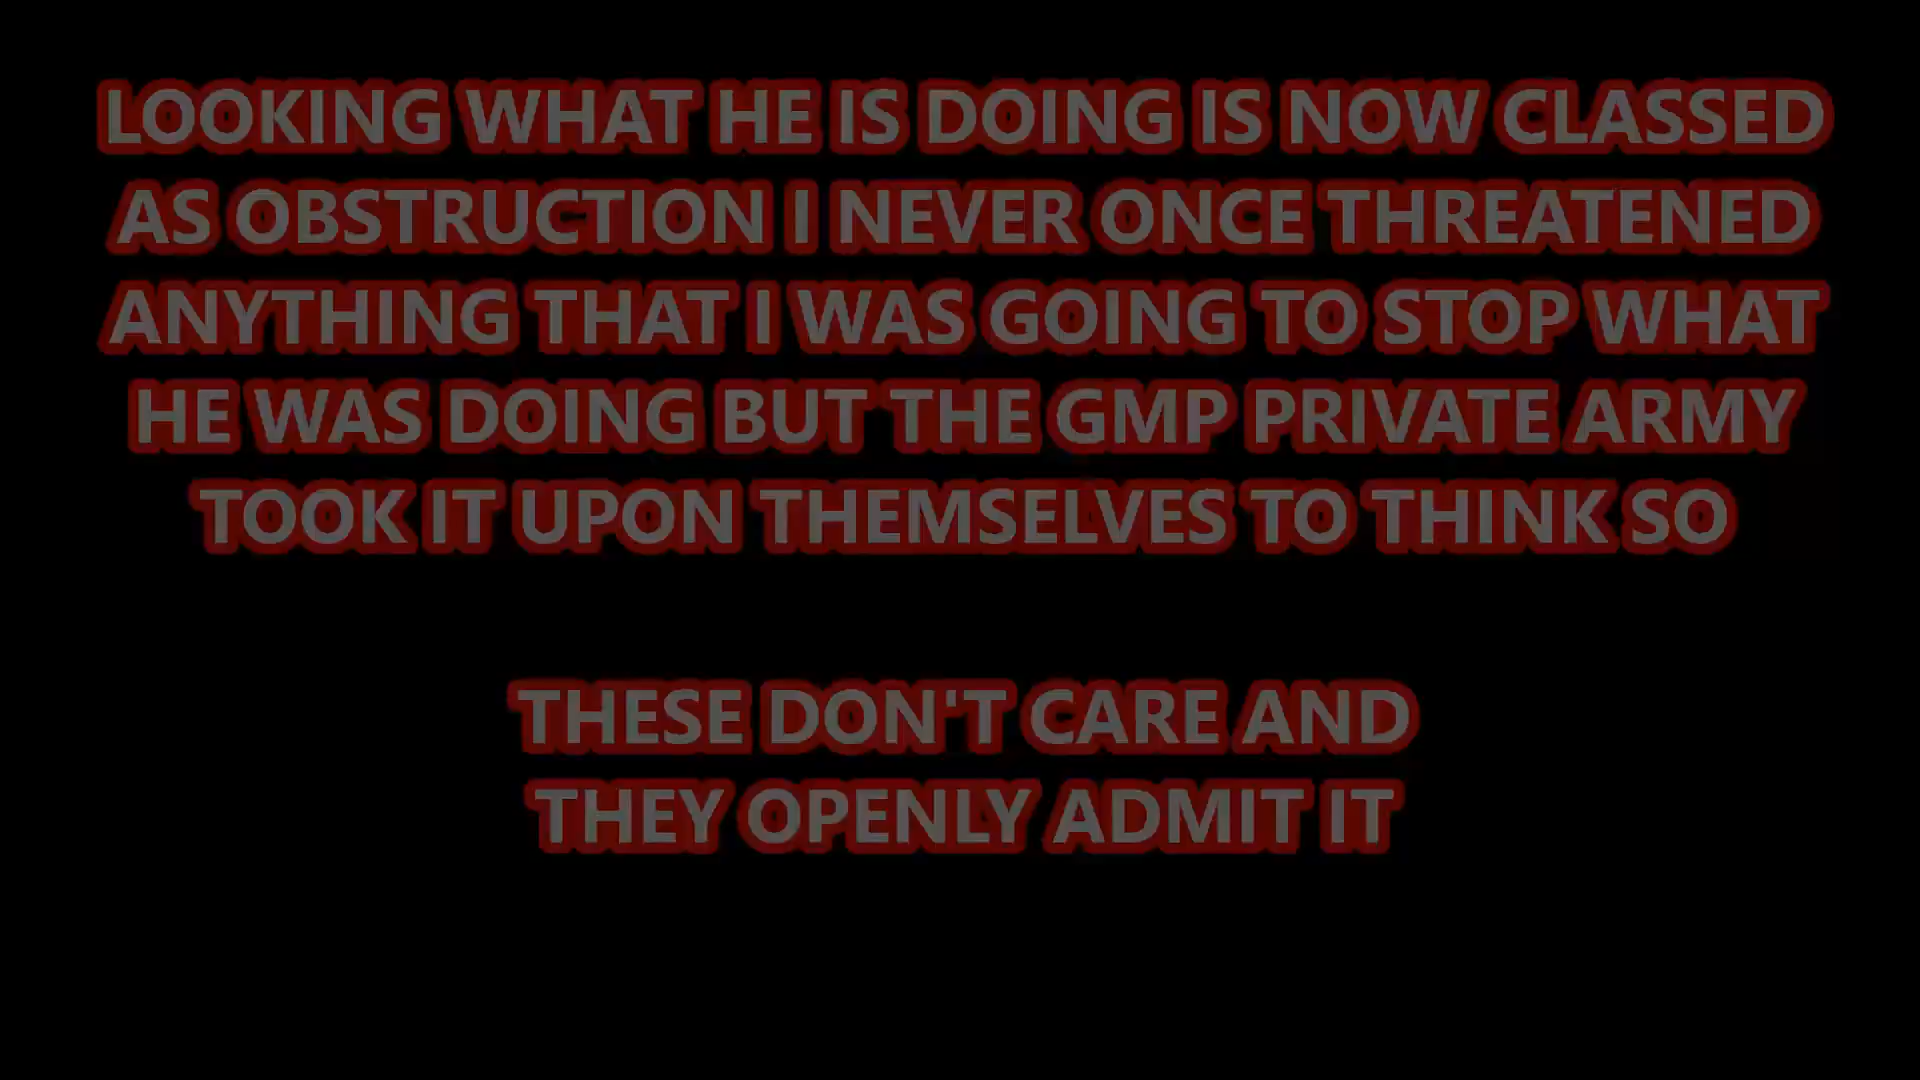 LOOKING WHAT HE IS DOING IS NOW CLASSED
AS OBSTRUCTION I NEVER ONCE THREATENED
ANYTHING THAT I WAS GOING TO STOP WHAT
HE WAS DOING BUT THE GMP PRIVATE ARMY
TOOK IT UPON THEMSELVES TO THINK SO
THESE DON'T CARE AND
THEY OPENLY ADMIT IT